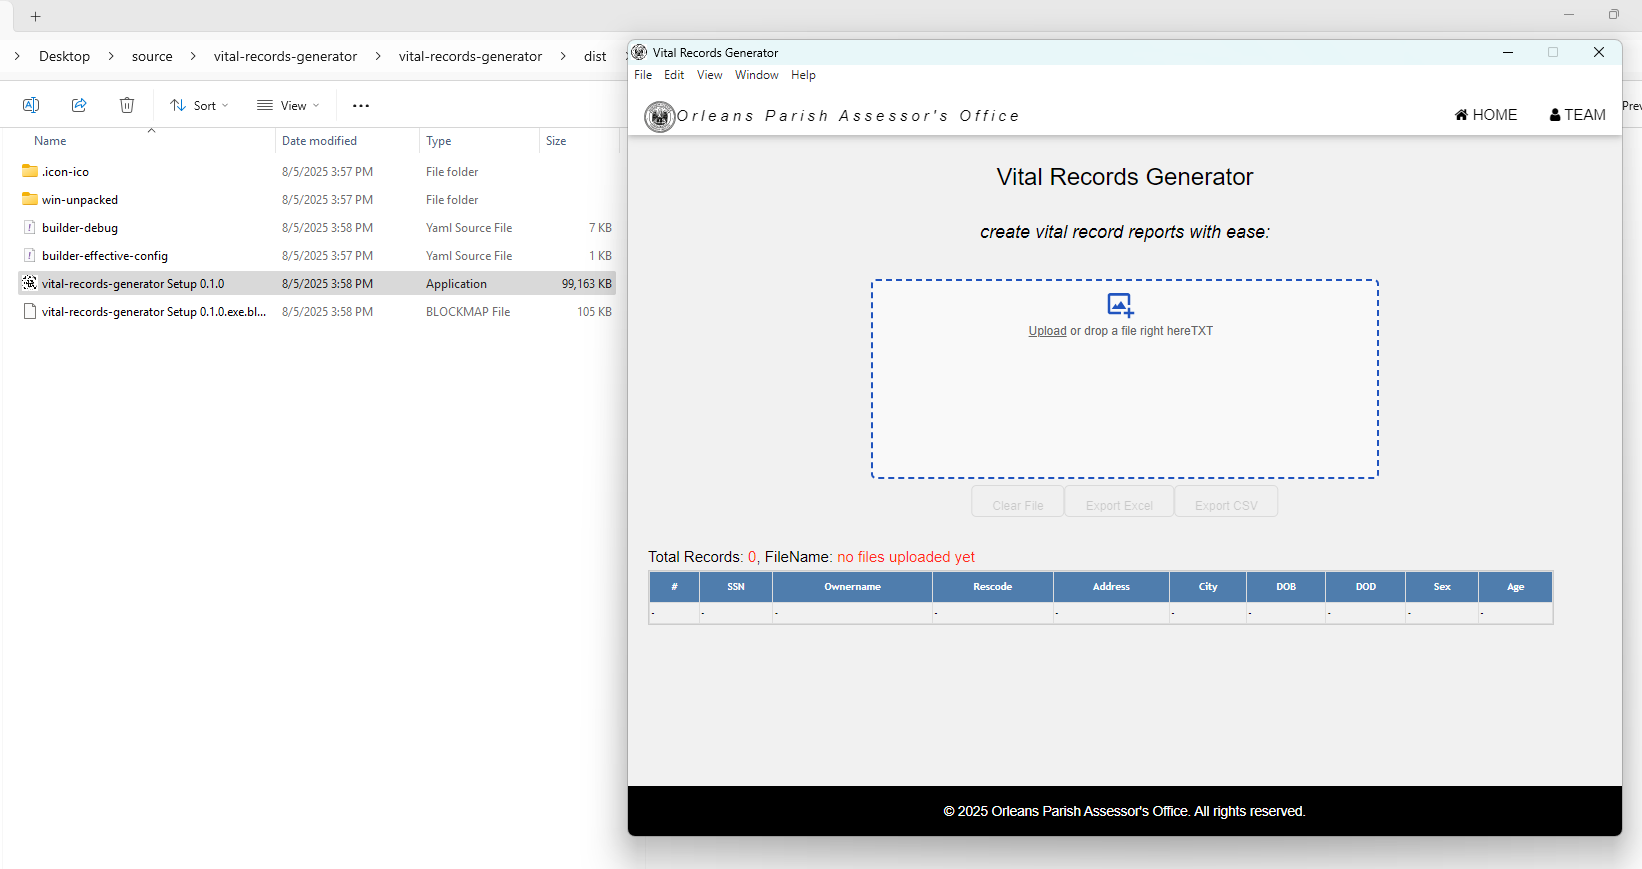 Desktop > source > vital-records-generator > vital-records-generator > dist
Sort View ...
Name Date modified Type Size
.icon-ico 8/5/2025 3:57 PM File folder
win-unpacked 8/5/2025 3:57 PM File folder
builder-debug 8/5/2025 3:58 PM Yaml Source File 7 KB
builder-effective-config 8/5/2025 3:57 PM Yaml Source File 1 KB
vital-records-generator Setup 0.1.0 8/5/2025 3:58 PM Application 99,163 KB
vital-records-generator Setup 0.1.0.exe.bl... 8/5/2025 3:58 PM BLOCKMAP File 105 KB
Vital Records Generator
File Edit View Window Help
Orleans Parish Assessor's Office HOME TEAM
Vital Records Generator
create vital record reports with ease:
Upload or drop a file right hereTXT
Clear File Export Excel Export CSV
Total Records: 0, FileName: no files uploaded yet
# SSN Ownername Rescode Address City DOB DOD Sex Age
- - - - - - - - - -
© 2025 Orleans Parish Assessor's Office. All rights reserved.